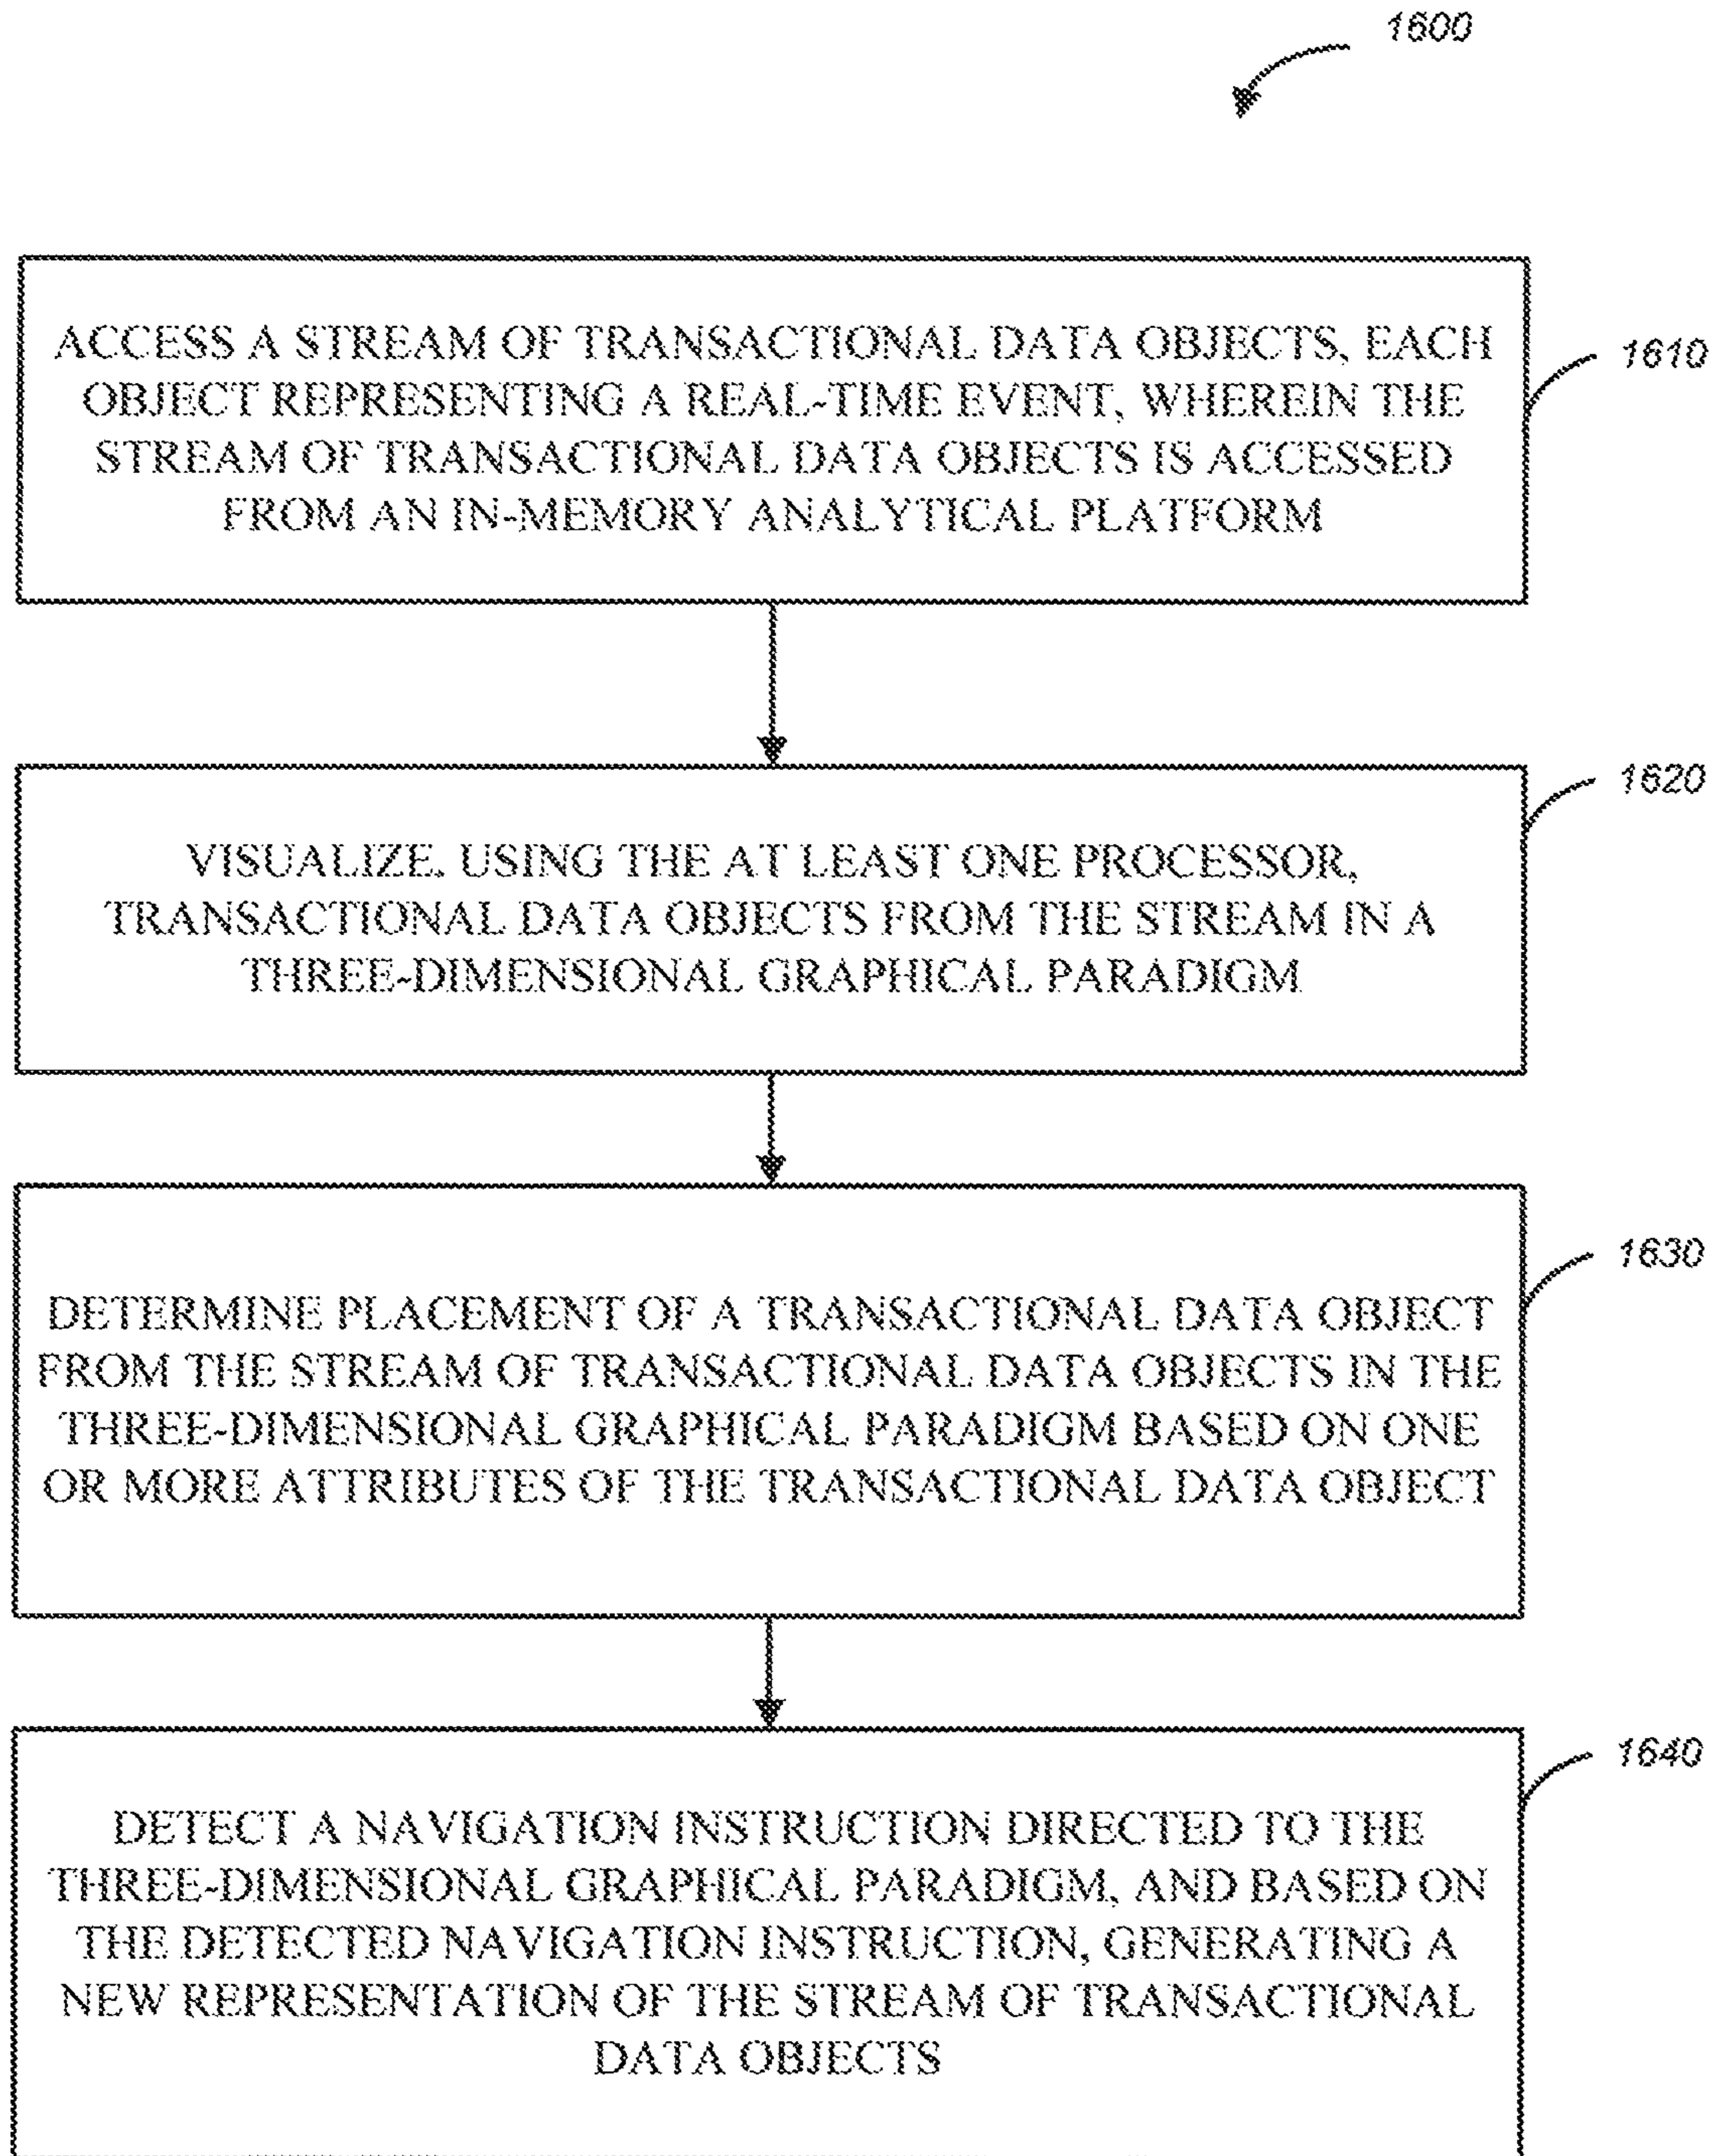 1600
ACCESS A STREAM OF TRANSACTIONAL DATA OBJECTS, EACH
OBJECT REPRESENTING A REAL-TIME EVENT, WHEREIN THE
STREAM OF TRANSACTIONAL DATA OBJECTS IS ACCESSED
FROM AN IN-MEMORY ANALYTICAL PLATFORM
1610
VISUALIZE, USING THE AT LEAST ONE PROCESSOR,
TRANSACTIONAL DATA OBJECTS FROM THE STREAM IN A
THREE-DIMENSIONAL GRAPHICAL PARADIGM
1620
DETERMINE PLACEMENT OF A TRANSACTIONAL DATA OBJECT
FROM THE STREAM OF TRANSACTIONAL DATA OBJECTS IN THE
THREE-DIMENSIONAL GRAPHICAL PARADIGM BASED ON ONE
OR MORE ATTRIBUTES OF THE TRANSACTIONAL DATA OBJECT
1630
DETECT A NAVIGATION INSTRUCTION DIRECTED TO THE
THREE-DIMENSIONAL GRAPHICAL PARADIGM, AND BASED ON
THE DETECTED NAVIGATION INSTRUCTION, GENERATING A
NEW REPRESENTATION OF THE STREAM OF TRANSACTIONAL
DATA OBJECTS
1640